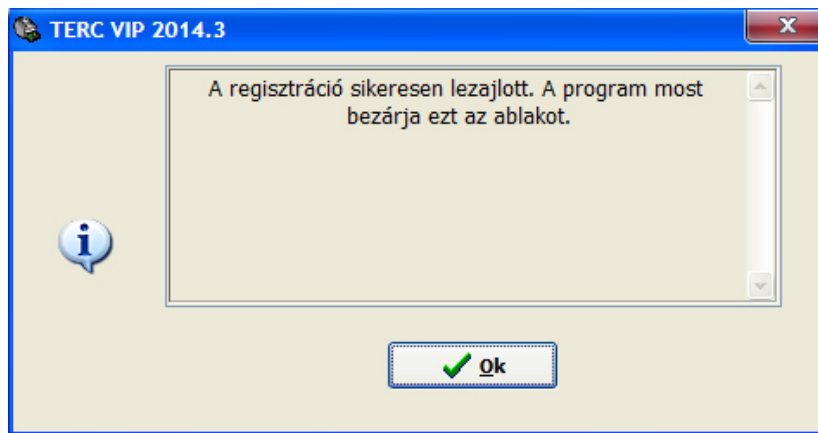 TERC VIP 2014.3
A regisztráció sikeresen lezajlott. A program most
bezárja ezt az ablakot.
Ok